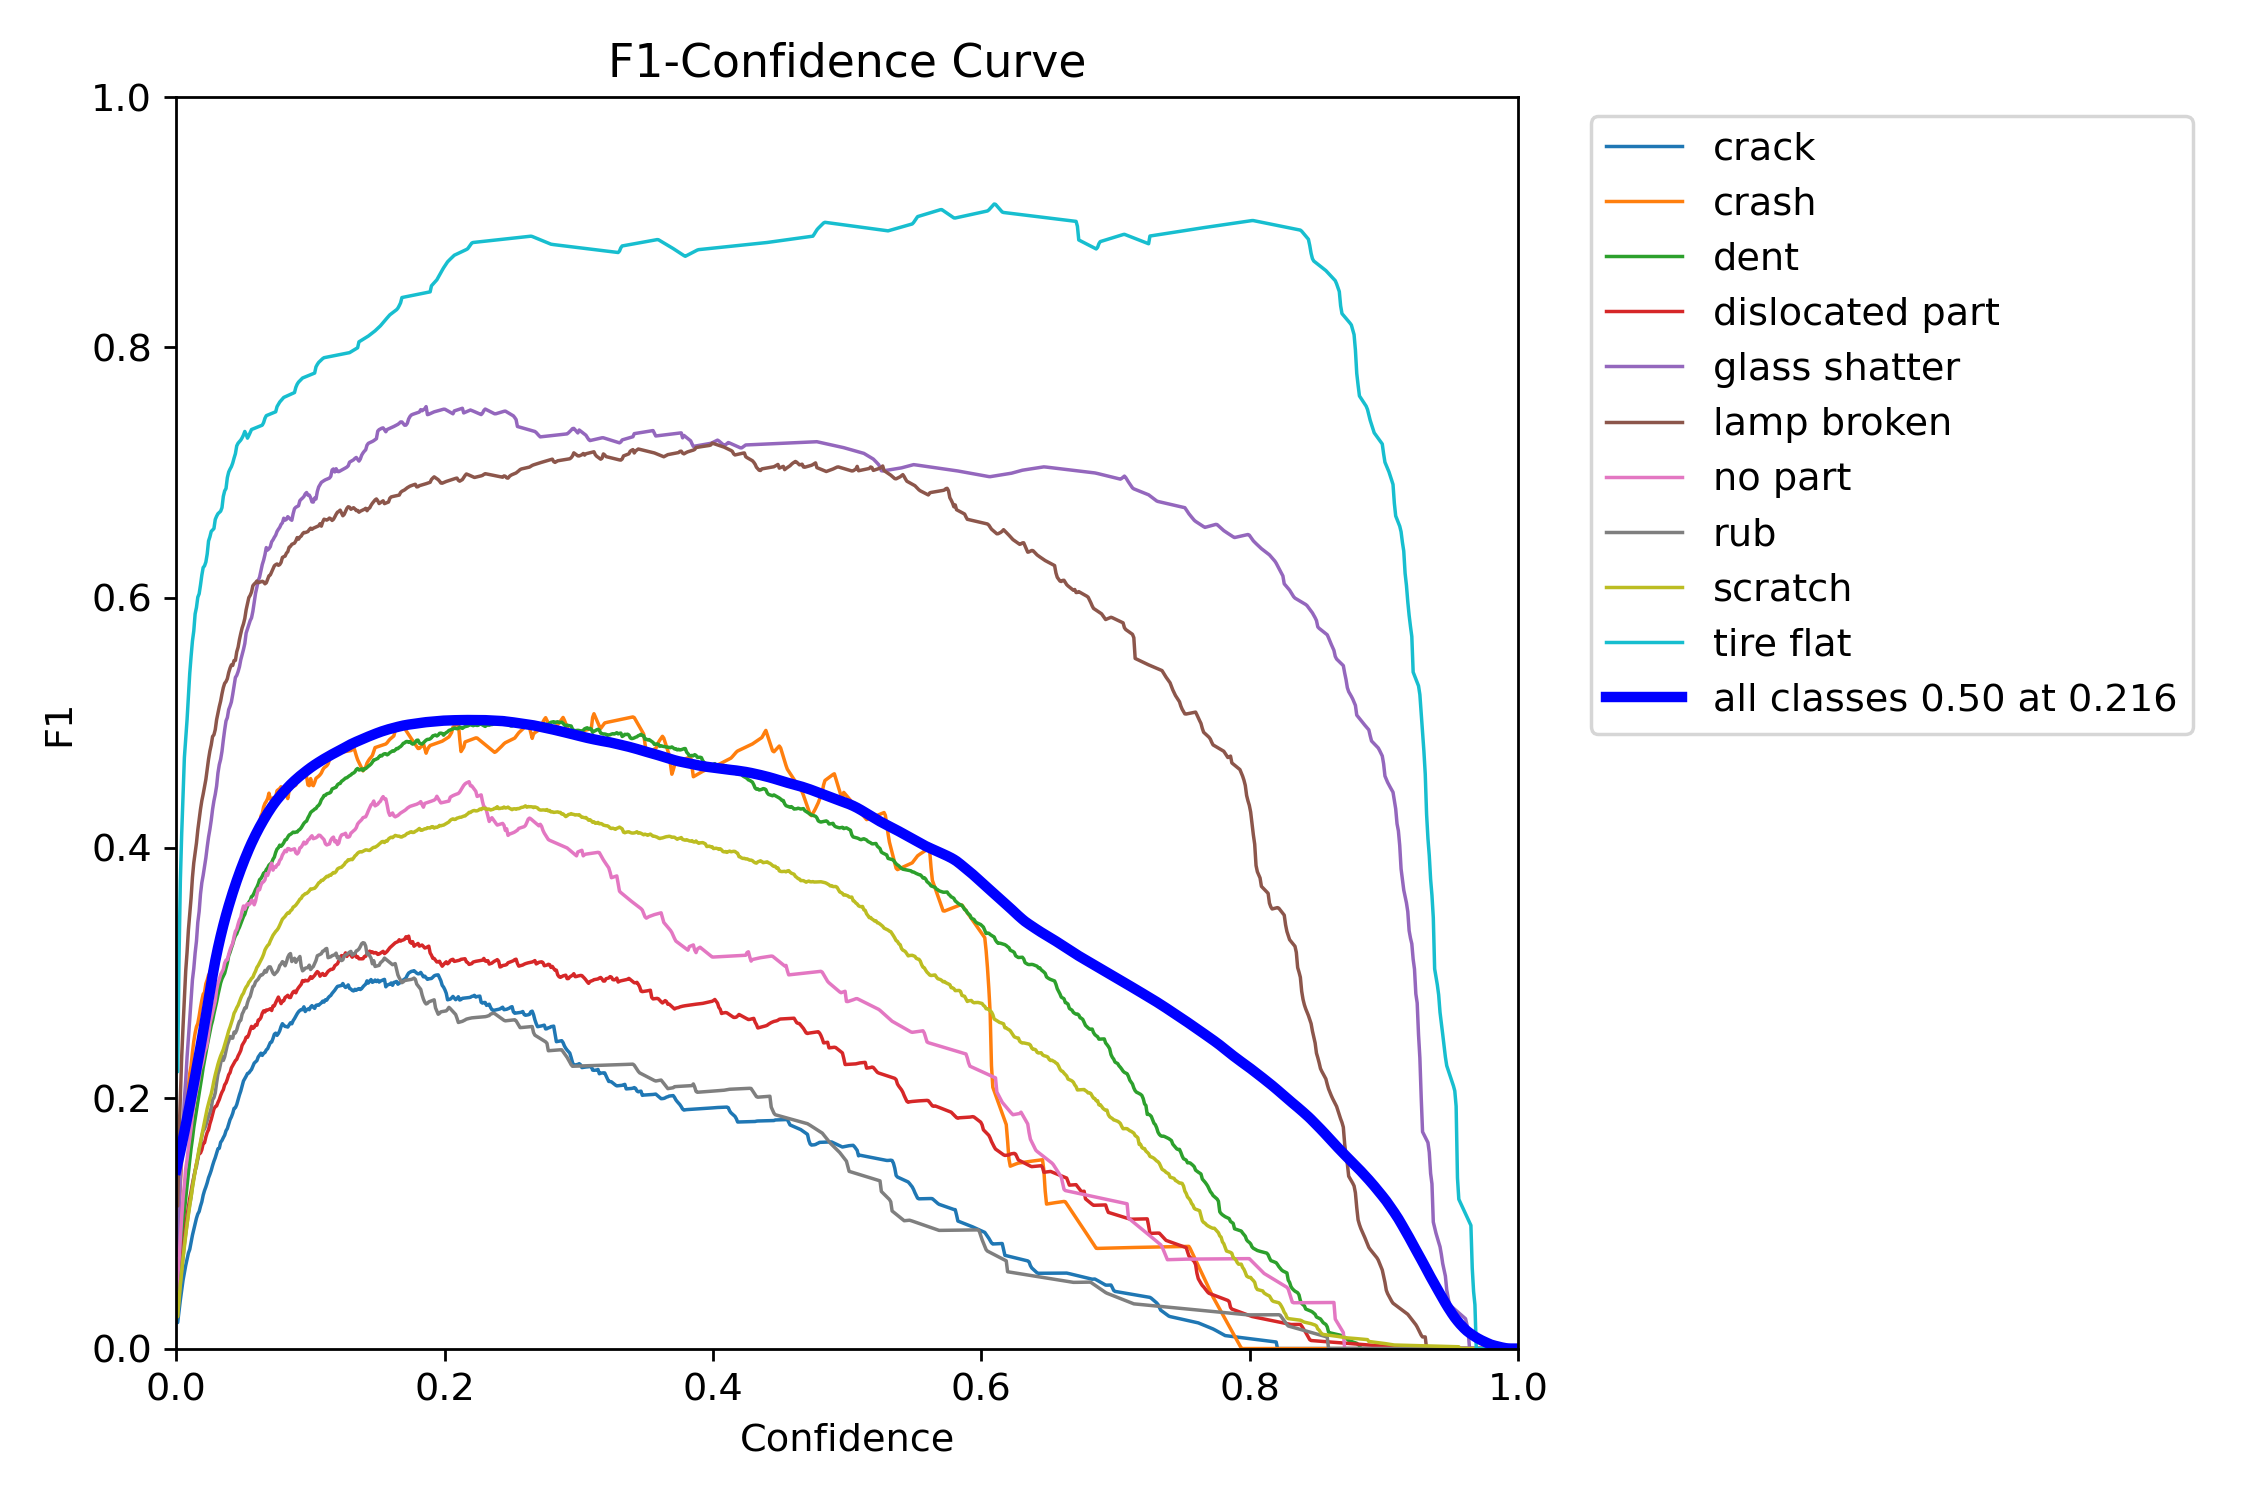 F1-Confidence Curve
1.0
0.8
0.6
0.4
0.2
0.0
F1
0.0 0.2 0.4 0.6 0.8 1.0
Confidence
crack
crash
dent
dislocated part
glass shatter
lamp broken
no part
rub
scratch
tire flat
all classes 0.50 at 0.216